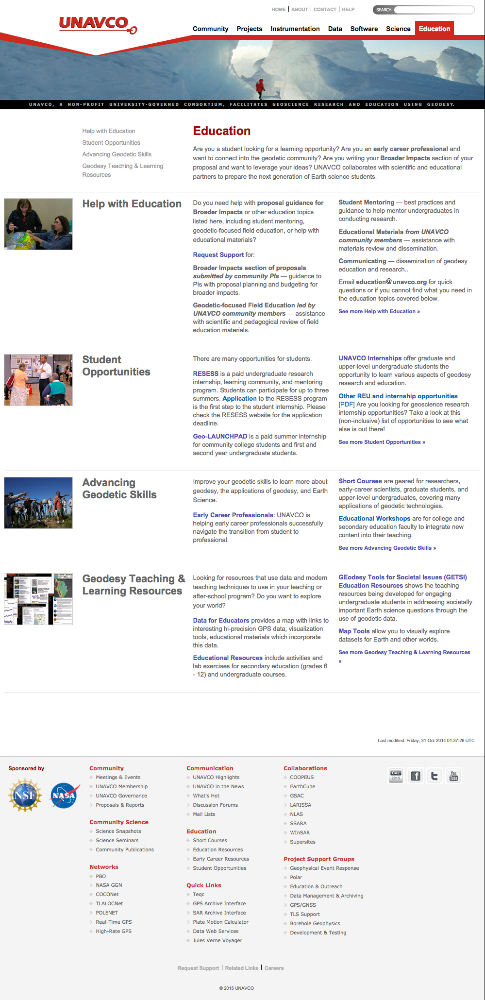 HOME | ABOUT | CONTACT | HELP
SEARCH
UNAVCO
Community Projects Instrumentation Data Software Science Education
UNAVCO, A NON-PROFIT UNIVERSITY-GOVERNED CONSORTIUM, FACILITATES GEOSCIENCE RESEARCH AND EDUCATION USING GEODESY.
Help with Education
Student Opportunities
Advancing Geodetic Skills
Geodesy Teaching & Learning
Resources
Education
Are you a student looking for a learning opportunity? Are you an early career professional and
want to connect into the geodetic community? Are you writing your Broader Impacts section of your
proposal and want to leverage your ideas? UNAVCO collaborates with scientific and educational
partners to prepare the next generation of Earth science students.
Help with Education
Do you need help with proposal guidance for
Broader Impacts or other education topics
listed here, including student mentoring,
geodetic-focused field education, or help with
educational materials?
Request Support for:
Broader Impacts section of proposals
submitted by community PIs — guidance to
PIs with proposal planning and budgeting for
broader impacts.
Geodetic-focused Field Education led by
UNAVCO community members — assistance
with scientific and pedagogical review of field
education materials.
Student Mentoring — best practices and
guidance to help mentor undergraduates in
conducting research.
Educational Materials from UNAVCO
community members — assistance with
materials review and dissemination.
Communicating — dissemination of geodesy
education and research..
Email education@unavco.org for quick
questions or if you cannot find what you need in
the education topics covered below.
See more Help with Education »
Student
Opportunities
There are many opportunities for students.
RESESS is a paid undergraduate research
internship, learning community, and mentoring
program. Students can participate for up to three
summers. Application to the RESESS program
is the first step to the student internship. Please
check the RESESS website for the application
deadline.
Geo-LAUNCHPAD is a paid summer internship
for community college students and first and
second year undergraduate students.
UNAVCO Internships offer graduate and
upper-level undergraduate students the
opportunity to learn various aspects of geodesy
research and education.
Other REU and internship opportunities
[PDF] Are you looking for geoscience research
internship opportunities? Take a look at this
(non-inclusive) list of opportunities to see what
else is out there!
See more Student Opportunities »
Advancing
Geodetic Skills
Improve your geodetic skills to learn more about
geodesy, the applications of geodesy, and Earth
Science.
Early Career Professionals: UNAVCO is
helping early career professionals successfully
navigate the transition from student to
professional.
Short Courses are geared for researchers,
early-career scientists, graduate students, and
upper-level undergraduates, covering many
applications of geodetic technologies.
Educational Workshops are for college and
secondary education faculty to integrate new
content into their teaching.
See more Advancing Geodetic Skills »
Geodesy Teaching &
Learning Resources
Looking for resources that use data and modern
teaching techniques to use in your teaching or
after-school program? Do you want to explore
your world?
Data for Educators provides a map with links to
interesting hi-precision GPS data, visualization
tools, educational materials which incorporate
this data.
Educational Resources include activities and
lab exercises for secondary education (grades 6
- 12) and undergraduate courses.
GEodesy Tools for Societal Issues (GETSI)
Education Resources shows the teaching
resources being developed for engaging
undergraduate students in addressing societally
important Earth science questions through the
use of geodetic data.
Map Tools allow you to visually explore
datasets for Earth and other worlds.
See more Geodesy Teaching & Learning Resources
»
Last modified: Friday, 31-Oct-2014 01:37:26 UTC
Sponsored by
NSF
NASA
Community
Meetings & Events
UNAVCO Membership
UNAVCO Governance
Proposals & Reports
Community Science
Science Snapshots
Science Seminars
Community Publications
Networks
PBO
NASA GGN
COCONet
TLALOCNet
POLENET
Real-Time GPS
High-Rate GPS
Communication
UNAVCO Highlights
UNAVCO in the News
What's Hot
Discussion Forums
Mail Lists
Education
Short Courses
Education Resources
Early Career Resources
Student Opportunities
Quick Links
Teqc
GPS Archive Interface
SAR Archive Interface
Plate Motion Calculator
Data Web Services
Jules Verne Voyager
Collaborations
COOPEUS
EarthCube
GSAC
LARISSA
NLAS
SSARA
WInSAR
Supersites
Project Support Groups
Geophysical Event Response
Polar
Education & Outreach
Data Management & Archiving
GPS/GNSS
TLS Support
Borehole Geophysics
Development & Testing
CAL
2015
f
t
You
Tube
Request Support | Related Links | Careers
© 2015 UNAVCO